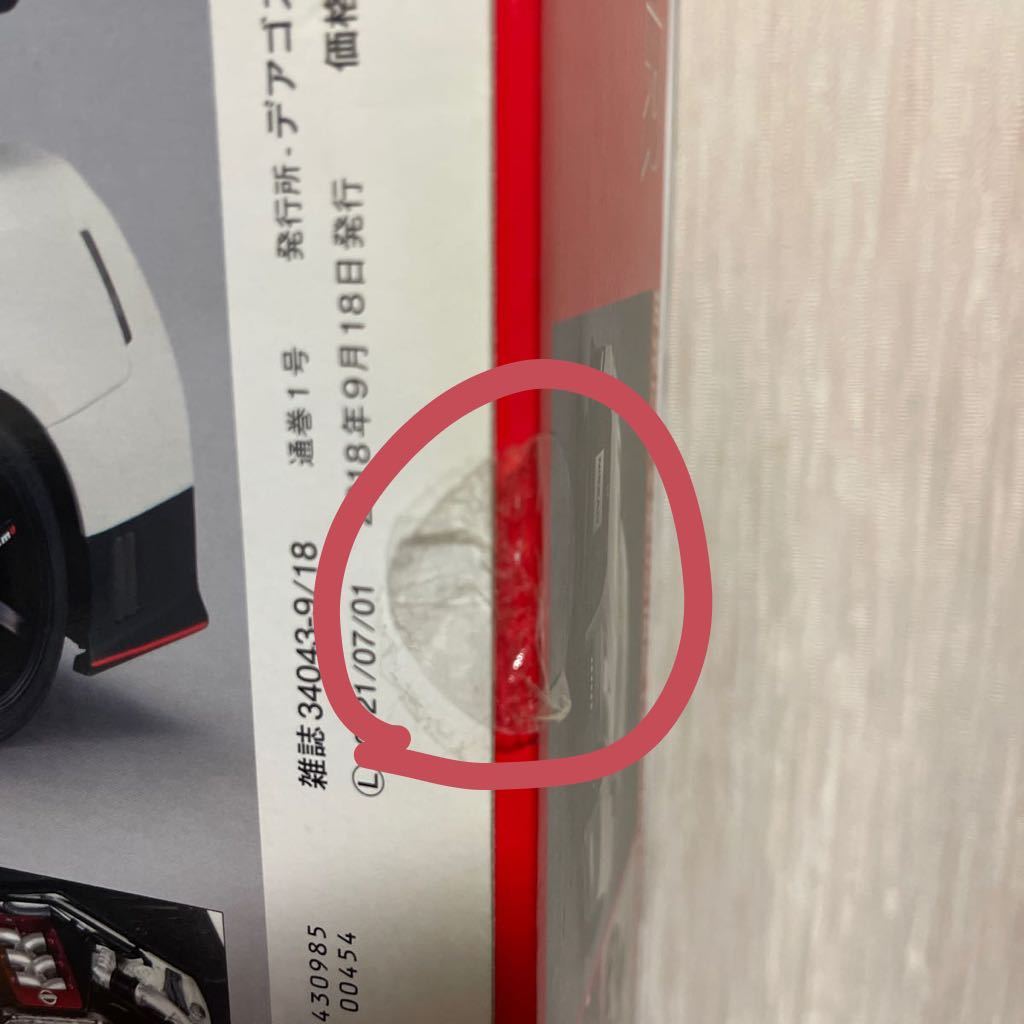 雑誌 34043-9/18 通巻1号 発行所-デアゴス
Ⓛ 21/07/01 18年9月18日発行 価格
430985
00454